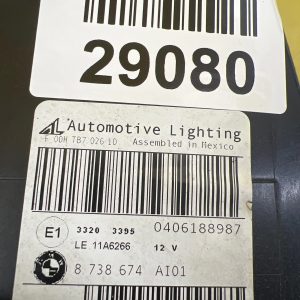 29080
AL Automotive Lighting
Assembled in Mexico
E1 3320 3395 0406188987
LE 11A6266 12 V
8 738 674 AI01